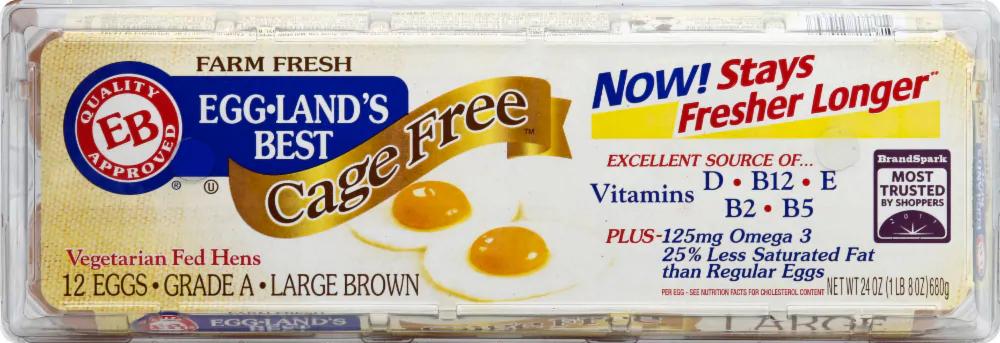 FARM FRESH
QUALITY
EB
APPROVED
®
Ⓤ
EGG•LAND'S
BEST
Cage Free™
Vegetarian Fed Hens
12 EGGS • GRADE A • LARGE BROWN
NOW! Stays
Fresher Longer™
EXCELLENT SOURCE OF...
Vitamins D • B12 • E
B2 • B5
PLUS-125mg Omega 3
25% Less Saturated Fat
than Regular Eggs
PER EGG - SEE NUTRITION FACTS FOR CHOLESTEROL CONTENT NET WT 24 OZ (1 LB 8 OZ) 680g
BrandSpark
MOST
TRUSTED
BY SHOPPERS
2017
FARM FRESH
EGG•LAND'S
LARGE